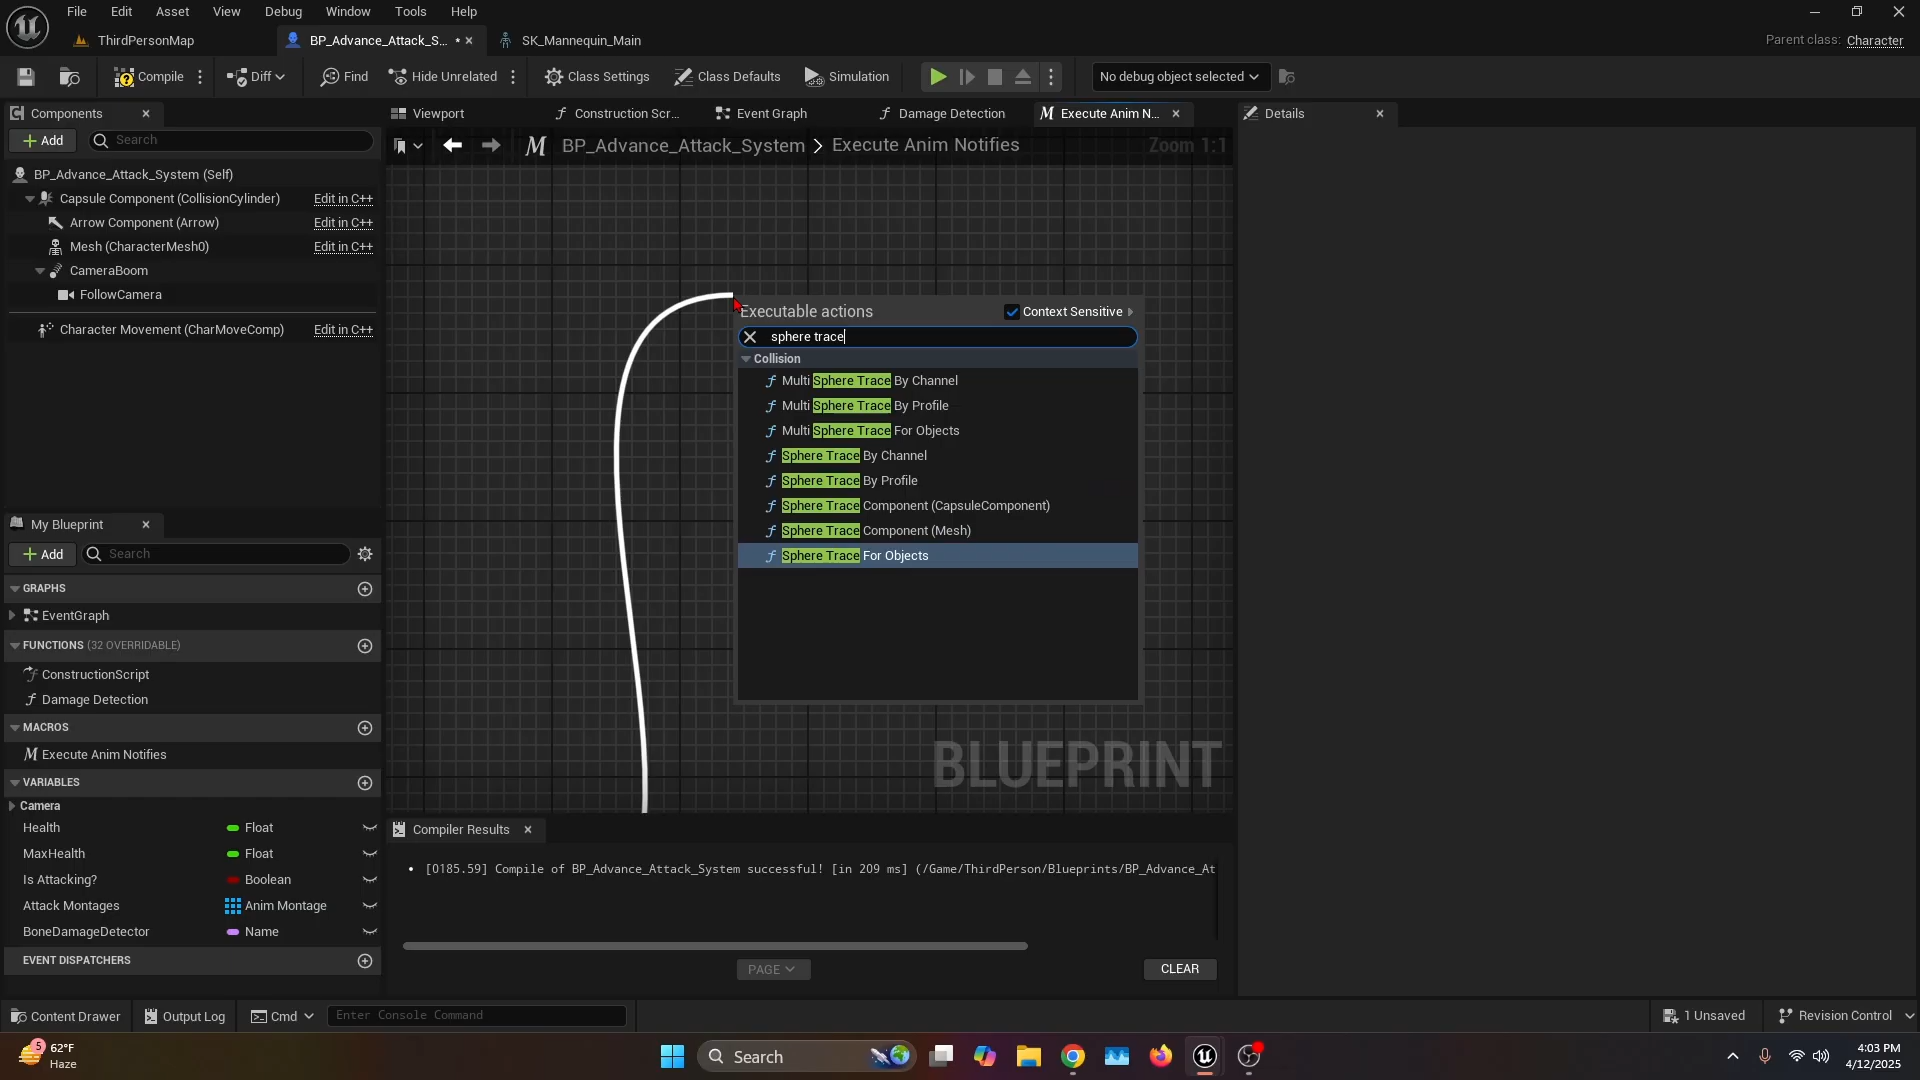 File Edit Asset View Window Debug Tools Help
ThirdPersonMap
BP_Advance_Attack_S... •
SK_Mannequin_Main
Parent class: Character
Compile
Diff
Find
Hide Unrelated
Class Settings
Class Defaults
Simulation
No debug object selected
Components
Viewport
Construction Scr...
Event Graph
Damage Detection
Execute Anim N...
Details
Add
Search
BP_Advance_Attack_System > Execute Anim Notifies
Zoom 1:1
BP_Advance_Attack_System (Self)
Capsule Component (CollisionCylinder) Edit in C++
Arrow Component (Arrow) Edit in C++
Mesh (CharacterMesh0) Edit in C++
CameraBoom
FollowCamera
Character Movement (CharMoveComp) Edit in C++
Executable actions
Context Sensitive
sphere trace
Collision
Multi Sphere Trace By Channel
Multi Sphere Trace By Profile
Multi Sphere Trace For Objects
Sphere Trace By Channel
Sphere Trace By Profile
Sphere Trace Component (CapsuleComponent)
Sphere Trace Component (Mesh)
Sphere Trace For Objects
BLUEPRINT
My Blueprint
Add
Search
GRAPHS
EventGraph
FUNCTIONS (32 OVERRIDABLE)
ConstructionScript
Damage Detection
MACROS
Execute Anim Notifies
VARIABLES
Camera
Health Float
MaxHealth Float
Is Attacking? Boolean
Attack Montages Anim Montage
BoneDamageDetector Name
EVENT DISPATCHERS
Compiler Results
• [0185.59] Compile of BP_Advance_Attack_System successful! [in 209 ms] (/Game/ThirdPerson/Blueprints/BP_Advance_At
PAGE
CLEAR
Content Drawer
Output Log
Cmd
Enter Console Command
1 Unsaved
Revision Control
5
62°F
Haze
Search
4:03 PM
4/12/2025